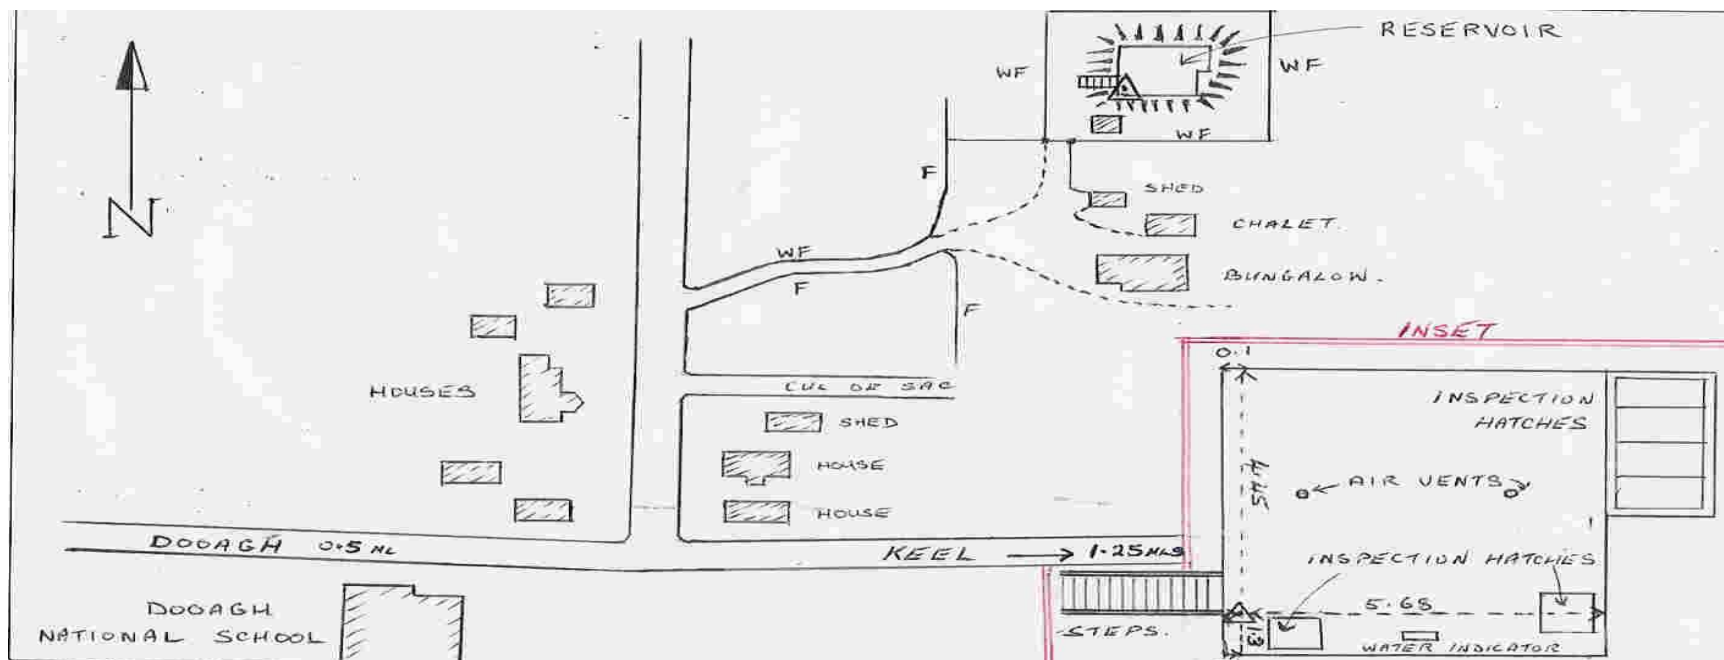 RESERVOIR
WF
WF
WF
F
SHED
CHALET.
BUNGALOW.
WF
F
F
N
HOUSES
CUL DE SAC
SHED
HOUSE
HOUSE
DOOAGH 0.5 ML
KEEL → 1.25 MLS
DOOAGH
NATIONAL SCHOOL
INSET
0.1
INSPECTION
HATCHES
4.45
AIR VENTS
INSPECTION HATCHES
5.68
1.3
STEPS.
WATER INDICATOR